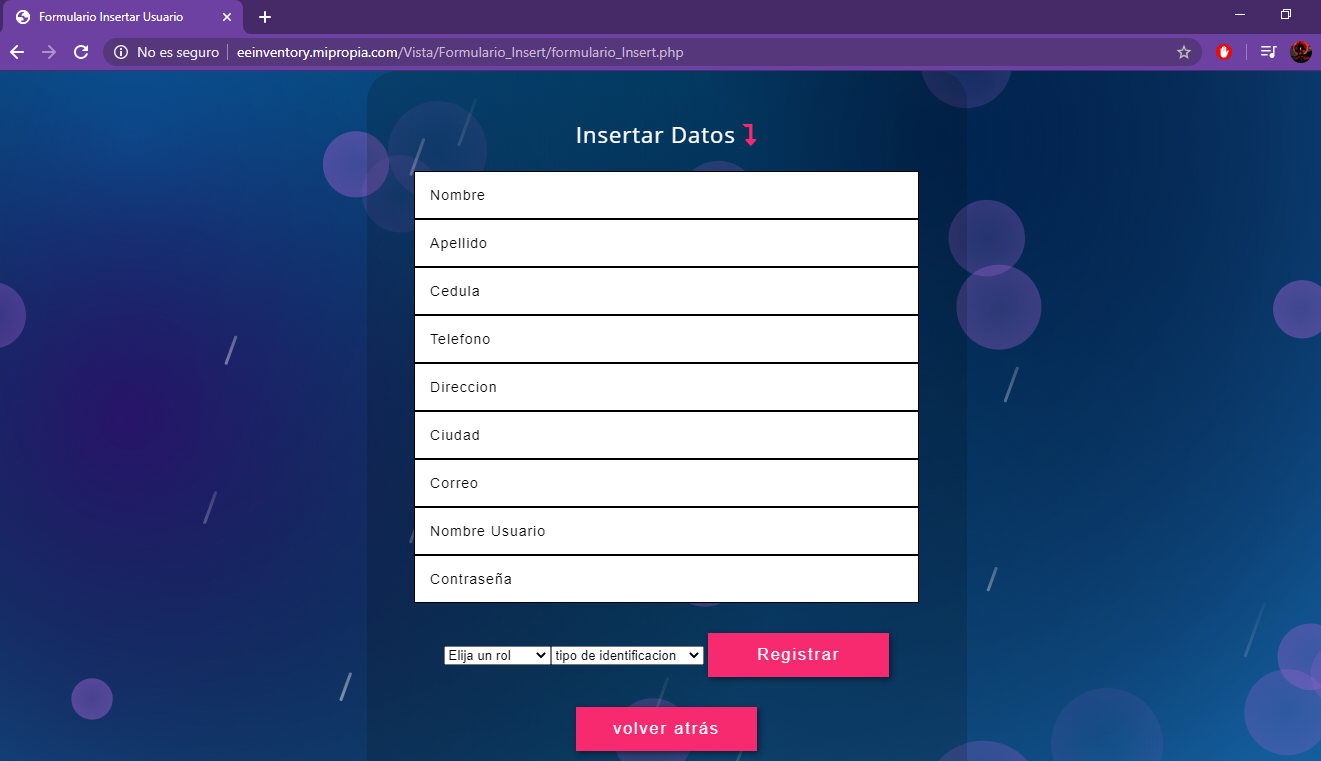 Formulario Insertar Usuario
No es seguro eeinventory.mipropia.com/Vista/Formulario_Insert/formulario_Insert.php
Insertar Datos
Nombre
Apellido
Cedula
Telefono
Direccion
Ciudad
Correo
Nombre Usuario
Contraseña
Elija un rol tipo de identificacion Registrar
volver atrás